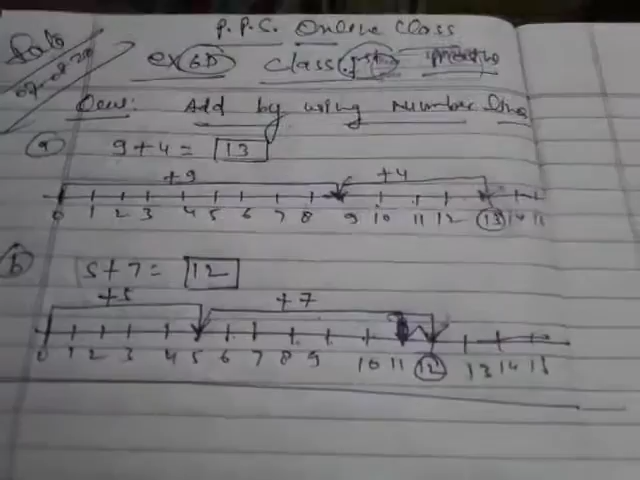 P.P.C. Online Class
Date
ex 6D Class 1st
Add by using Number line
a 9+4= 13
+9 +4
0 1 2 3 4 5 6 7 8 9 10 11 12 13 14 15
b 5+7= 12
+5 +7
0 1 2 3 4 5 6 7 8 9 10 11 12 13 14 15